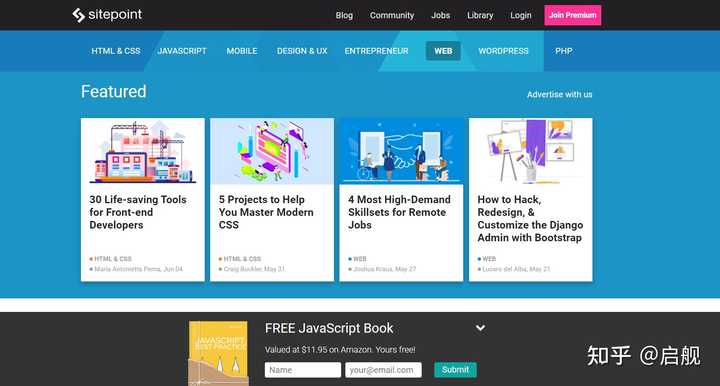 sitepoint
Blog Community Jobs Library Login Join Premium
HTML & CSS JAVASCRIPT MOBILE DESIGN & UX ENTREPRENEUR WEB WORDPRESS PHP
Featured
Advertise with us
30 Life-saving Tools
for Front-end
Developers
HTML & CSS
Maria Antonietta Perna, Jun 04
5 Projects to Help
You Master Modern
CSS
HTML & CSS
Craig Buckler, May 31
4 Most High-Demand
Skillsets for Remote
Jobs
WEB
Joshua Kraus, May 27
How to Hack,
Redesign, &
Customize the Django
Admin with Bootstrap
WEB
Lucero del Alba, May 21
JAVASCRIPT
BEST PRACTICE
FREE JavaScript Book
Valued at $11.95 on Amazon. Yours free!
Name
your@email.com
Submit
知乎 @启舰